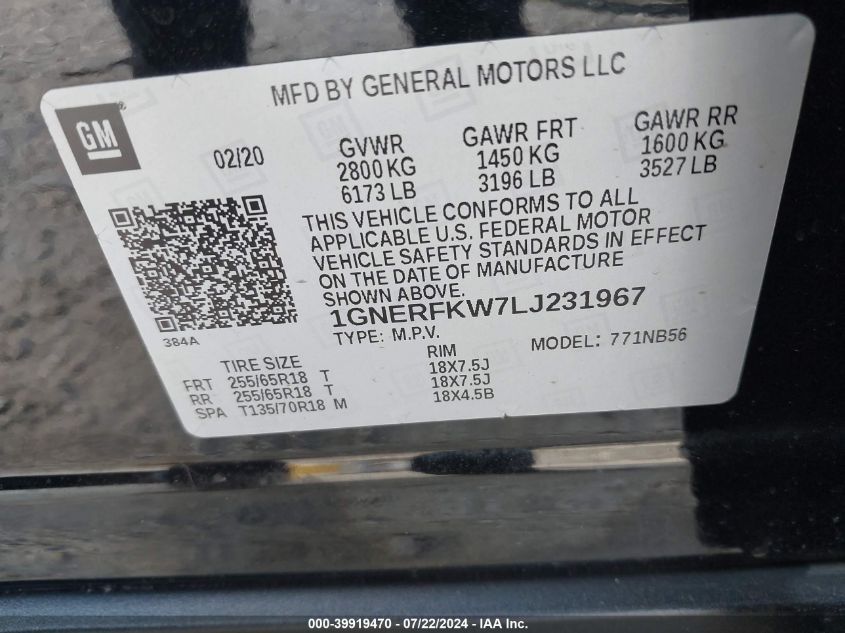 MFD BY GENERAL MOTORS LLC
GM®
02/20
GVWR GAWR FRT GAWR RR
2800 KG 1450 KG 1600 KG
6173 LB 3196 LB 3527 LB
THIS VEHICLE CONFORMS TO ALL
APPLICABLE U.S. FEDERAL MOTOR
VEHICLE SAFETY STANDARDS IN EFFECT
ON THE DATE OF MANUFACTURE
SHOWN ABOVE.
1GNERFKW7LJ231967
384A
TYPE: M.P.V. MODEL: 771NB56
TIRE SIZE RIM
FRT 255/65R18 T 18X7.5J
RR 255/65R18 T 18X7.5J
SPA T135/70R18 M 18X4.5B
000-39919470 - 07/22/2024 - IAA Inc.